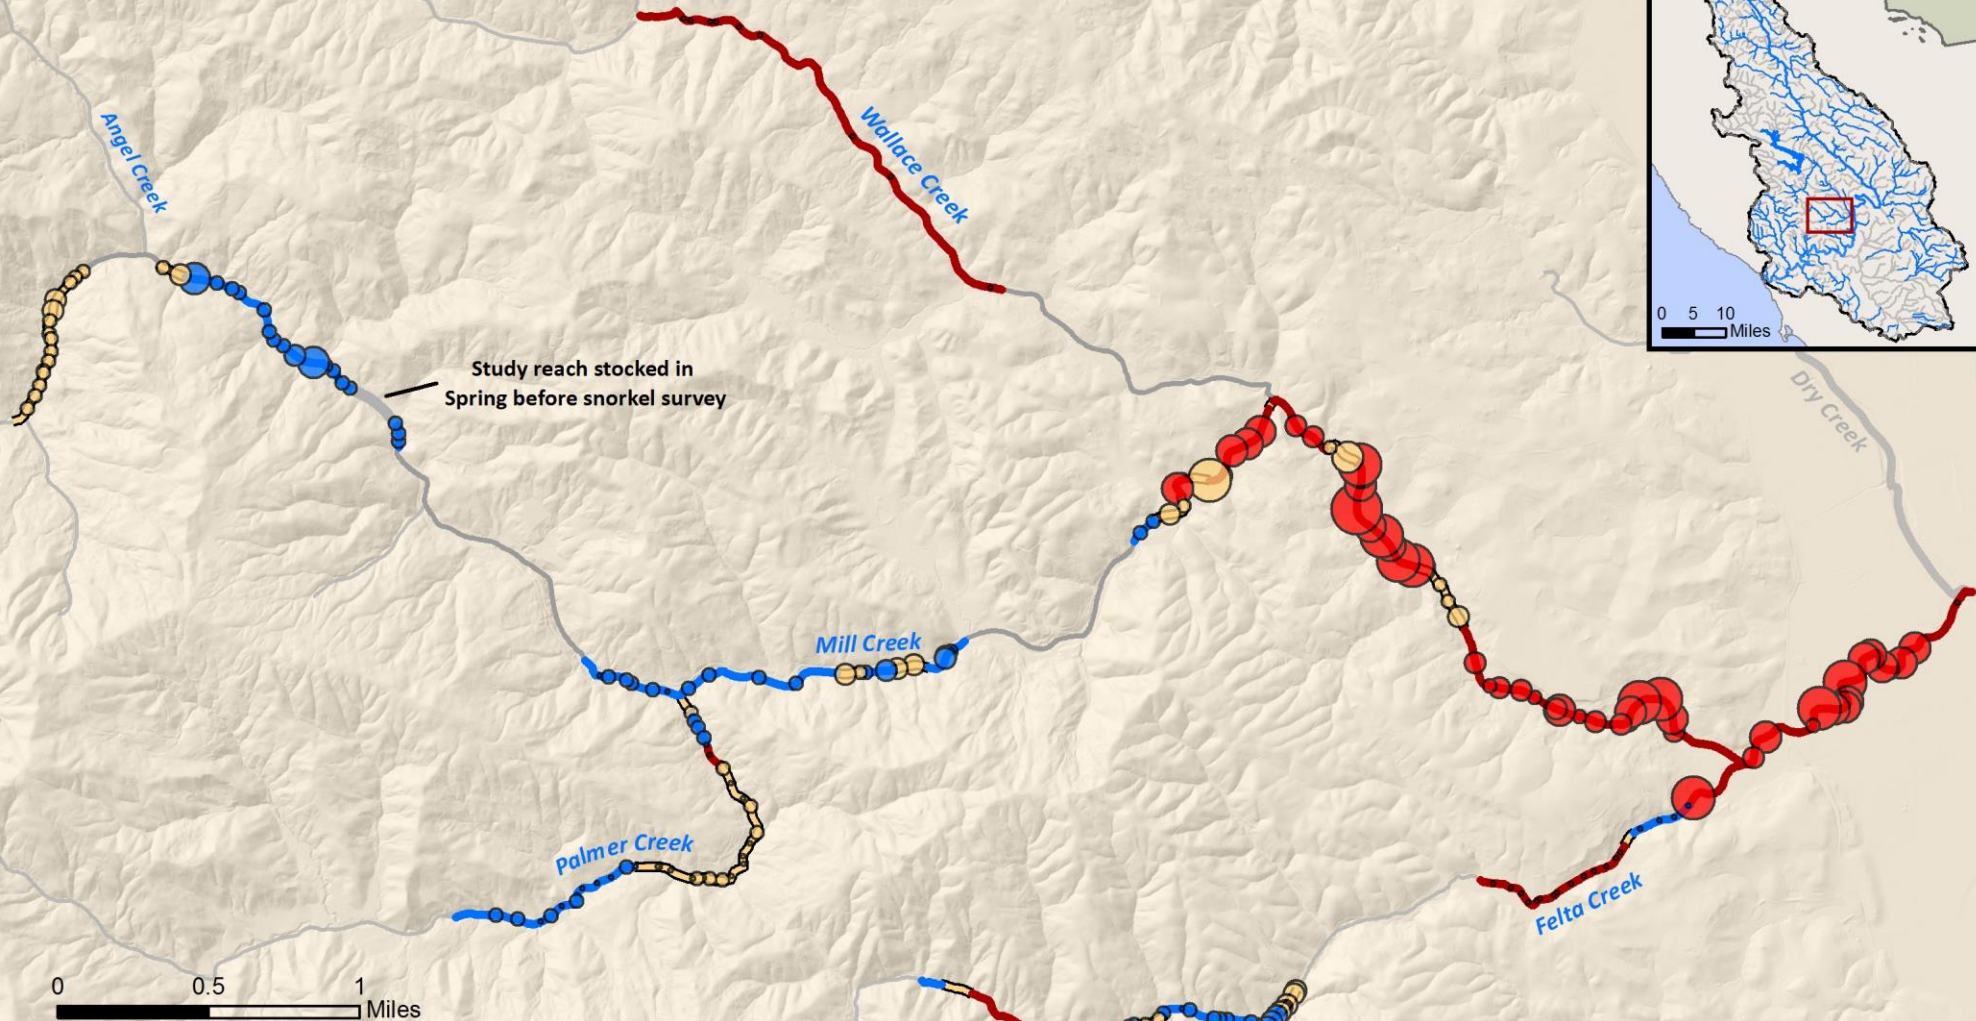 Angel Creek
Wallace Creek
Study reach stocked in
Spring before snorkel survey
0 5 10
Miles
Dry Creek
Mill Creek
Palmer Creek
Felta Creek
0 0.5 1
Miles